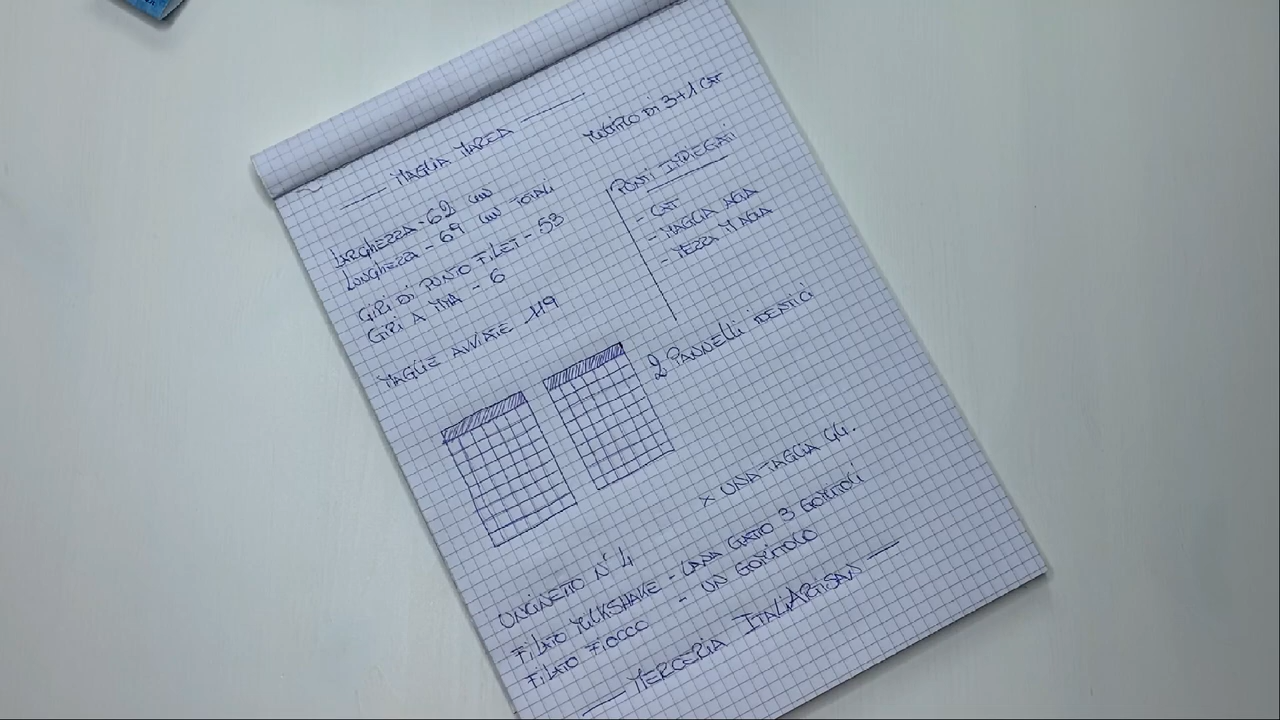 MAGLIA MAREA
MULTIPLO DI 3+1 CAT
LARGHEZZA - 62 cm
LUNGHEZZA - 69 cm TOTALI
GIRI DI PUNTO FILET - 53
GIRI A MMA - 6
MAGLIE AVVIATE 119
PUNTI IMPIEGATI
- CAT
- MAGLIA ALTA
- MEZZA M ALTA
2 PANNELLI IDENTICI
X UNA TAGLIA 44.
UNCINETTO N° 4
FILATO MILKSHAKE - LANA GATTO 3 GOMITOLI
FILATO FIOCCO - UN GOMITOLO
MERCERIA ITALIARTISAN